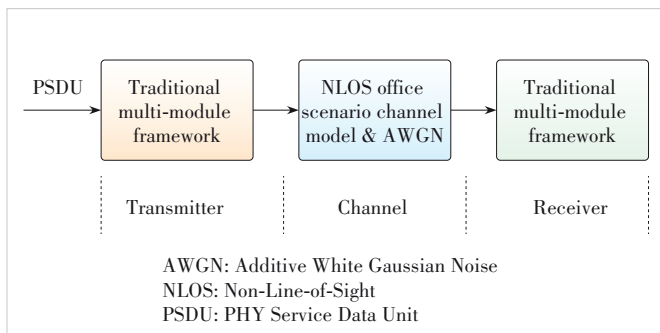 PSDU
Traditional
multi-module
framework
NLOS office
scenario channel
model & AWGN
Traditional
multi-module
framework
Transmitter
Channel
Receiver
AWGN: Additive White Gaussian Noise
NLOS: Non-Line-of-Sight
PSDU: PHY Service Data Unit